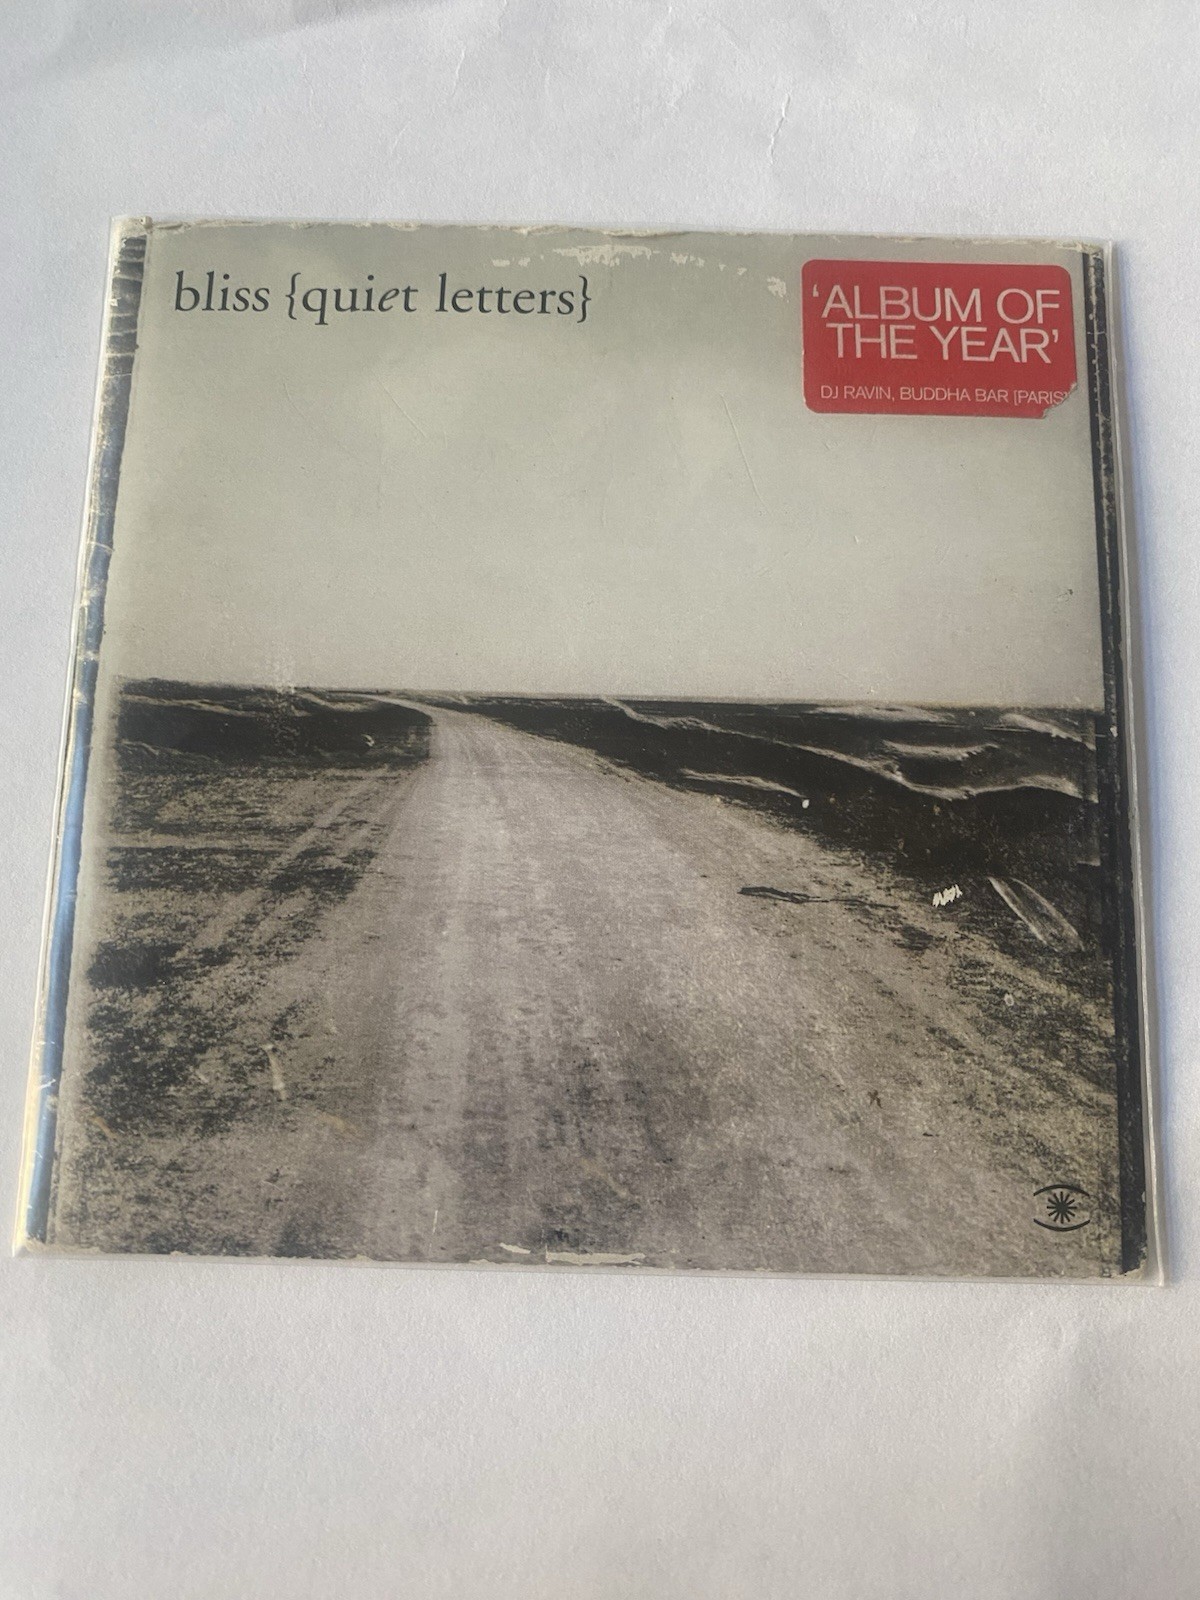 bliss {quiet letters}
‘ALBUM OF
THE YEAR’
DJ RAVIN, BUDDHA BAR [PARIS]